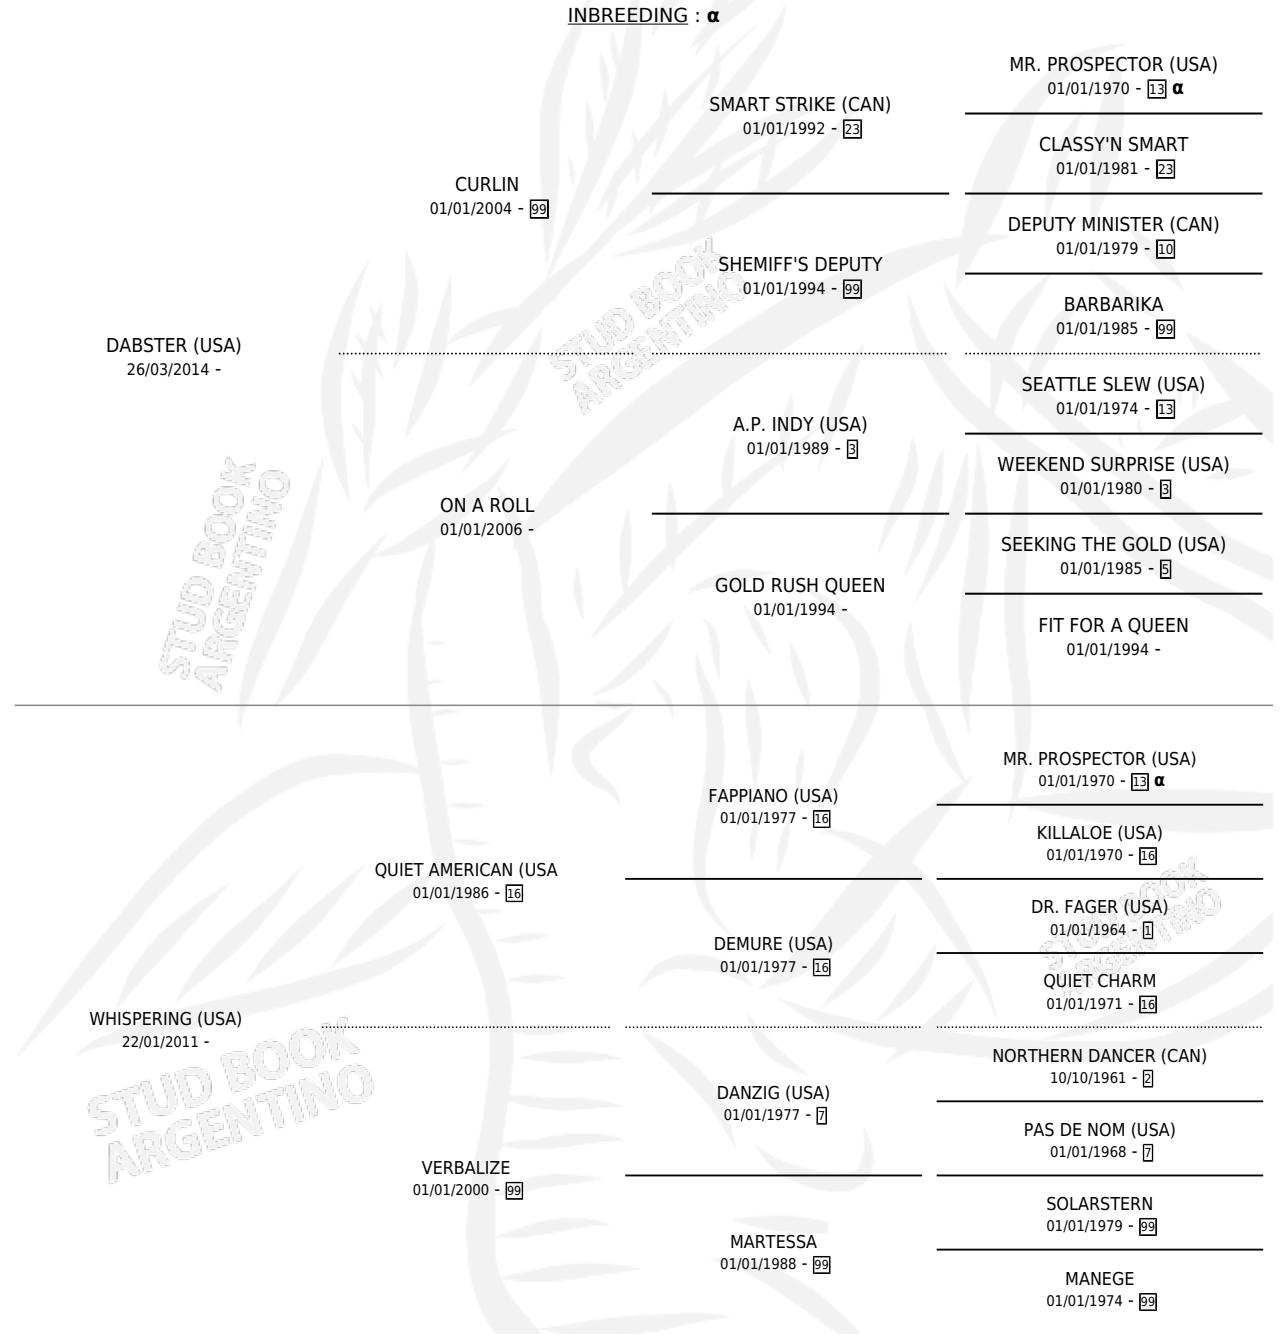 INBREEDING : α
MR. PROSPECTOR (USA)
01/01/1970 - 13 α
SMART STRIKE (CAN)
01/01/1992 - 23
CLASSY'N SMART
01/01/1981 - 23
CURLIN
01/01/2004 - 99
DEPUTY MINISTER (CAN)
01/01/1979 - 10
SHEMIFF'S DEPUTY
01/01/1994 - 99
BARBARIKA
01/01/1985 - 99
DABSTER (USA)
26/03/2014 -
SEATTLE SLEW (USA)
01/01/1974 - 13
A.P. INDY (USA)
01/01/1989 - 3
WEEKEND SURPRISE (USA)
01/01/1980 - 3
ON A ROLL
01/01/2006 -
SEEKING THE GOLD (USA)
01/01/1985 - 5
GOLD RUSH QUEEN
01/01/1994 -
FIT FOR A QUEEN
01/01/1994 -
MR. PROSPECTOR (USA)
01/01/1970 - 13 α
FAPPIANO (USA)
01/01/1977 - 16
KILLALOE (USA)
01/01/1970 - 16
QUIET AMERICAN (USA
01/01/1986 - 16
DR. FAGER (USA)
01/01/1964 - 1
DEMURE (USA)
01/01/1977 - 16
QUIET CHARM
01/01/1971 - 16
WHISPERING (USA)
22/01/2011 -
NORTHERN DANCER (CAN)
10/10/1961 - 2
DANZIG (USA)
01/01/1977 - 7
PAS DE NOM (USA)
01/01/1968 - 7
VERBALIZE
01/01/2000 - 99
SOLARSTERN
01/01/1979 - 99
MARTESSA
01/01/1988 - 99
MANEGE
01/01/1974 - 99
STUD BOOK
ARGENTINO
STUD BOOK
ARGENTINO
STUD BOOK
ARGENTINO
STUD BOOK
ARGENTINO